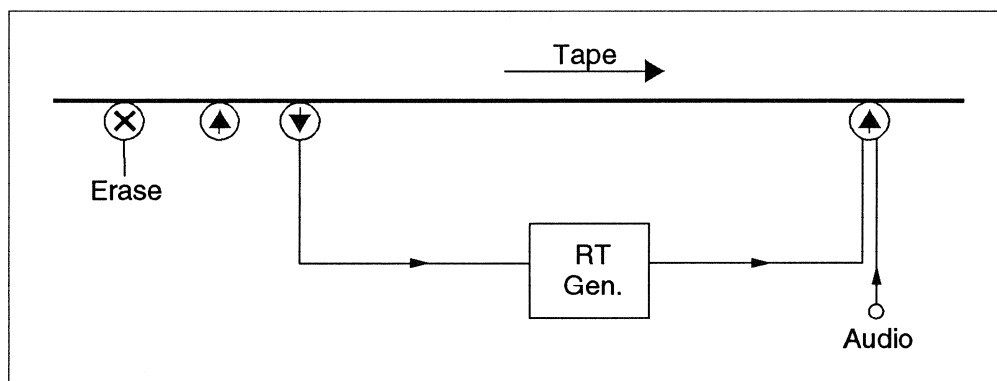 Tape
Erase
RT
Gen.
Audio